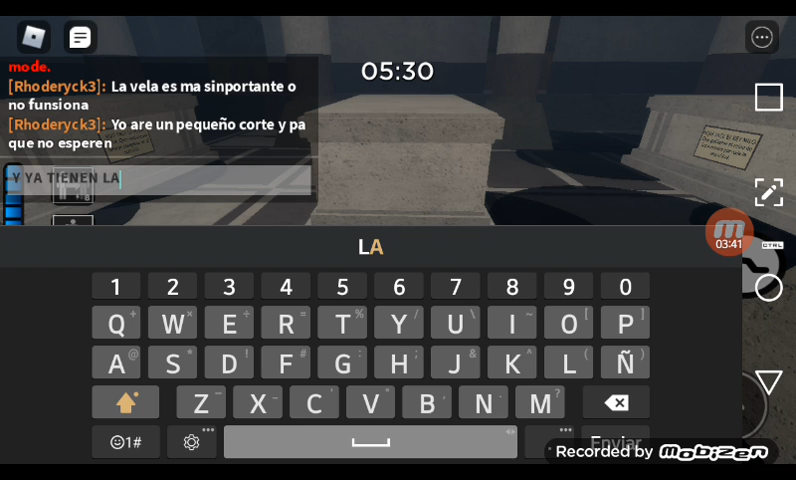 05:30
mode.
[Rhoderyck3]: La vela es ma sinportante o
no funsiona
[Rhoderyck3]: Yo are un pequeño corte y pa
que no esperen
Y YA TIENEN LA
03:41
CTRL
LA
1 2 3 4 5 6 7 8 9 0
Q W E R T Y U I O P
A S D F G H J K L Ñ
Z X C V B N M
☺1# Enviar
Recorded by mobizen